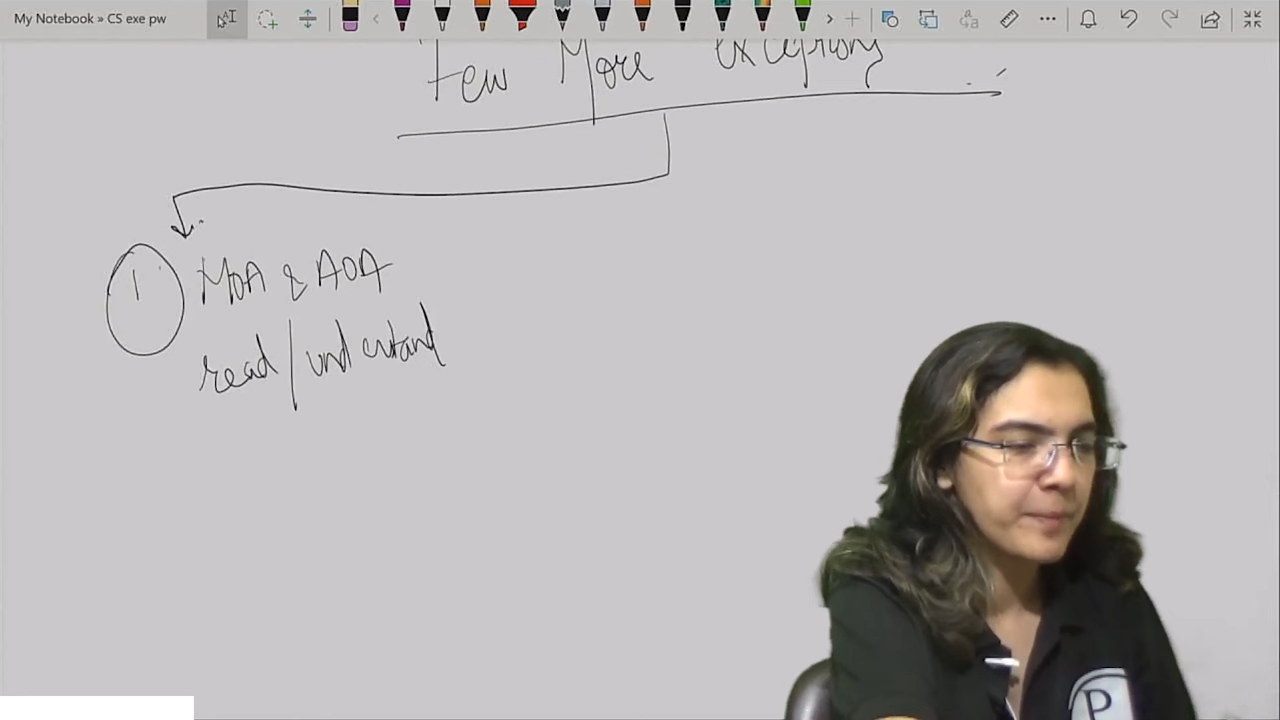 My Notebook » CS exe pw
Few More exceptions
1 MOA & AOA
read/understand
P